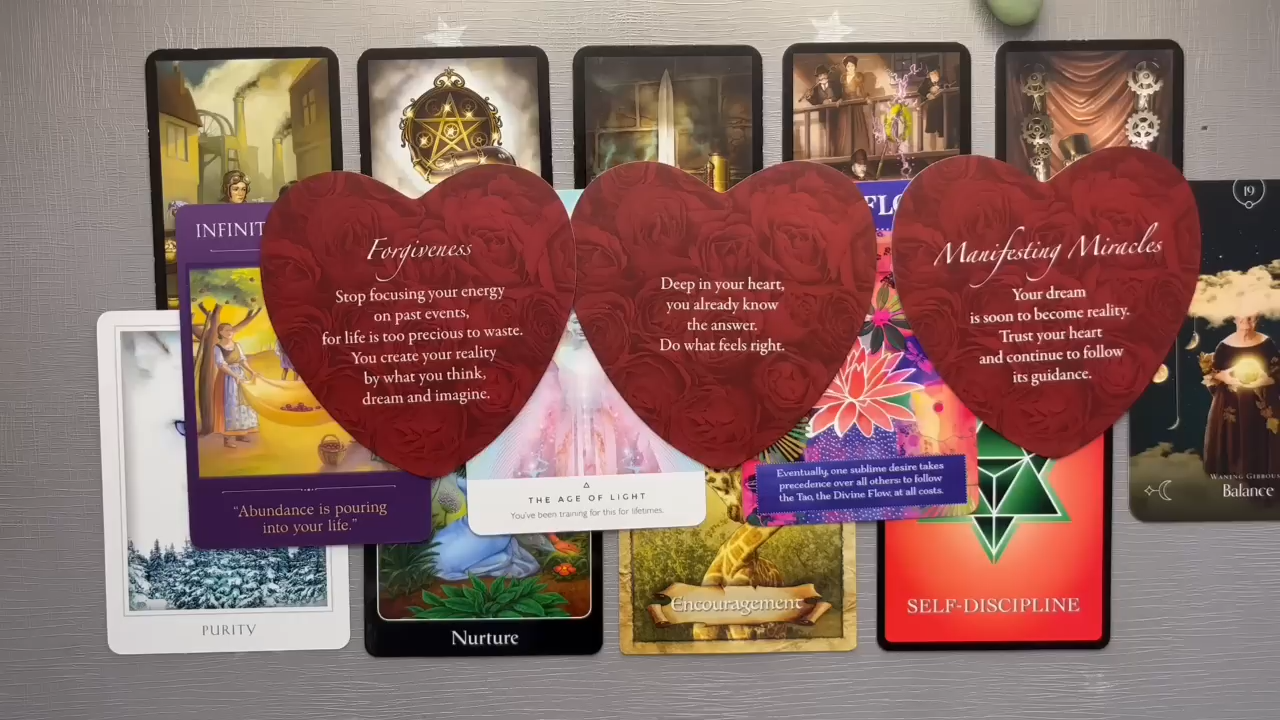 INFINIT
Forgiveness
Stop focusing your energy
on past events,
for life is too precious to waste.
You create your reality
by what you think,
dream and imagine.
Deep in your heart,
you already know
the answer.
Do what feels right.
FLO
Manifesting Miracles
Your dream
is soon to become reality.
Trust your heart
and continue to follow
its guidance.
19
"Abundance is pouring
into your life."
THE AGE OF LIGHT
You've been training for this for lifetimes.
Eventually, one sublime desire takes
precedence over all others: to follow
the Tao, the Divine Flow, at all costs.
WANING GIBBOU
Balance
PURITY
Nurture
Encouragement
SELF-DISCIPLINE